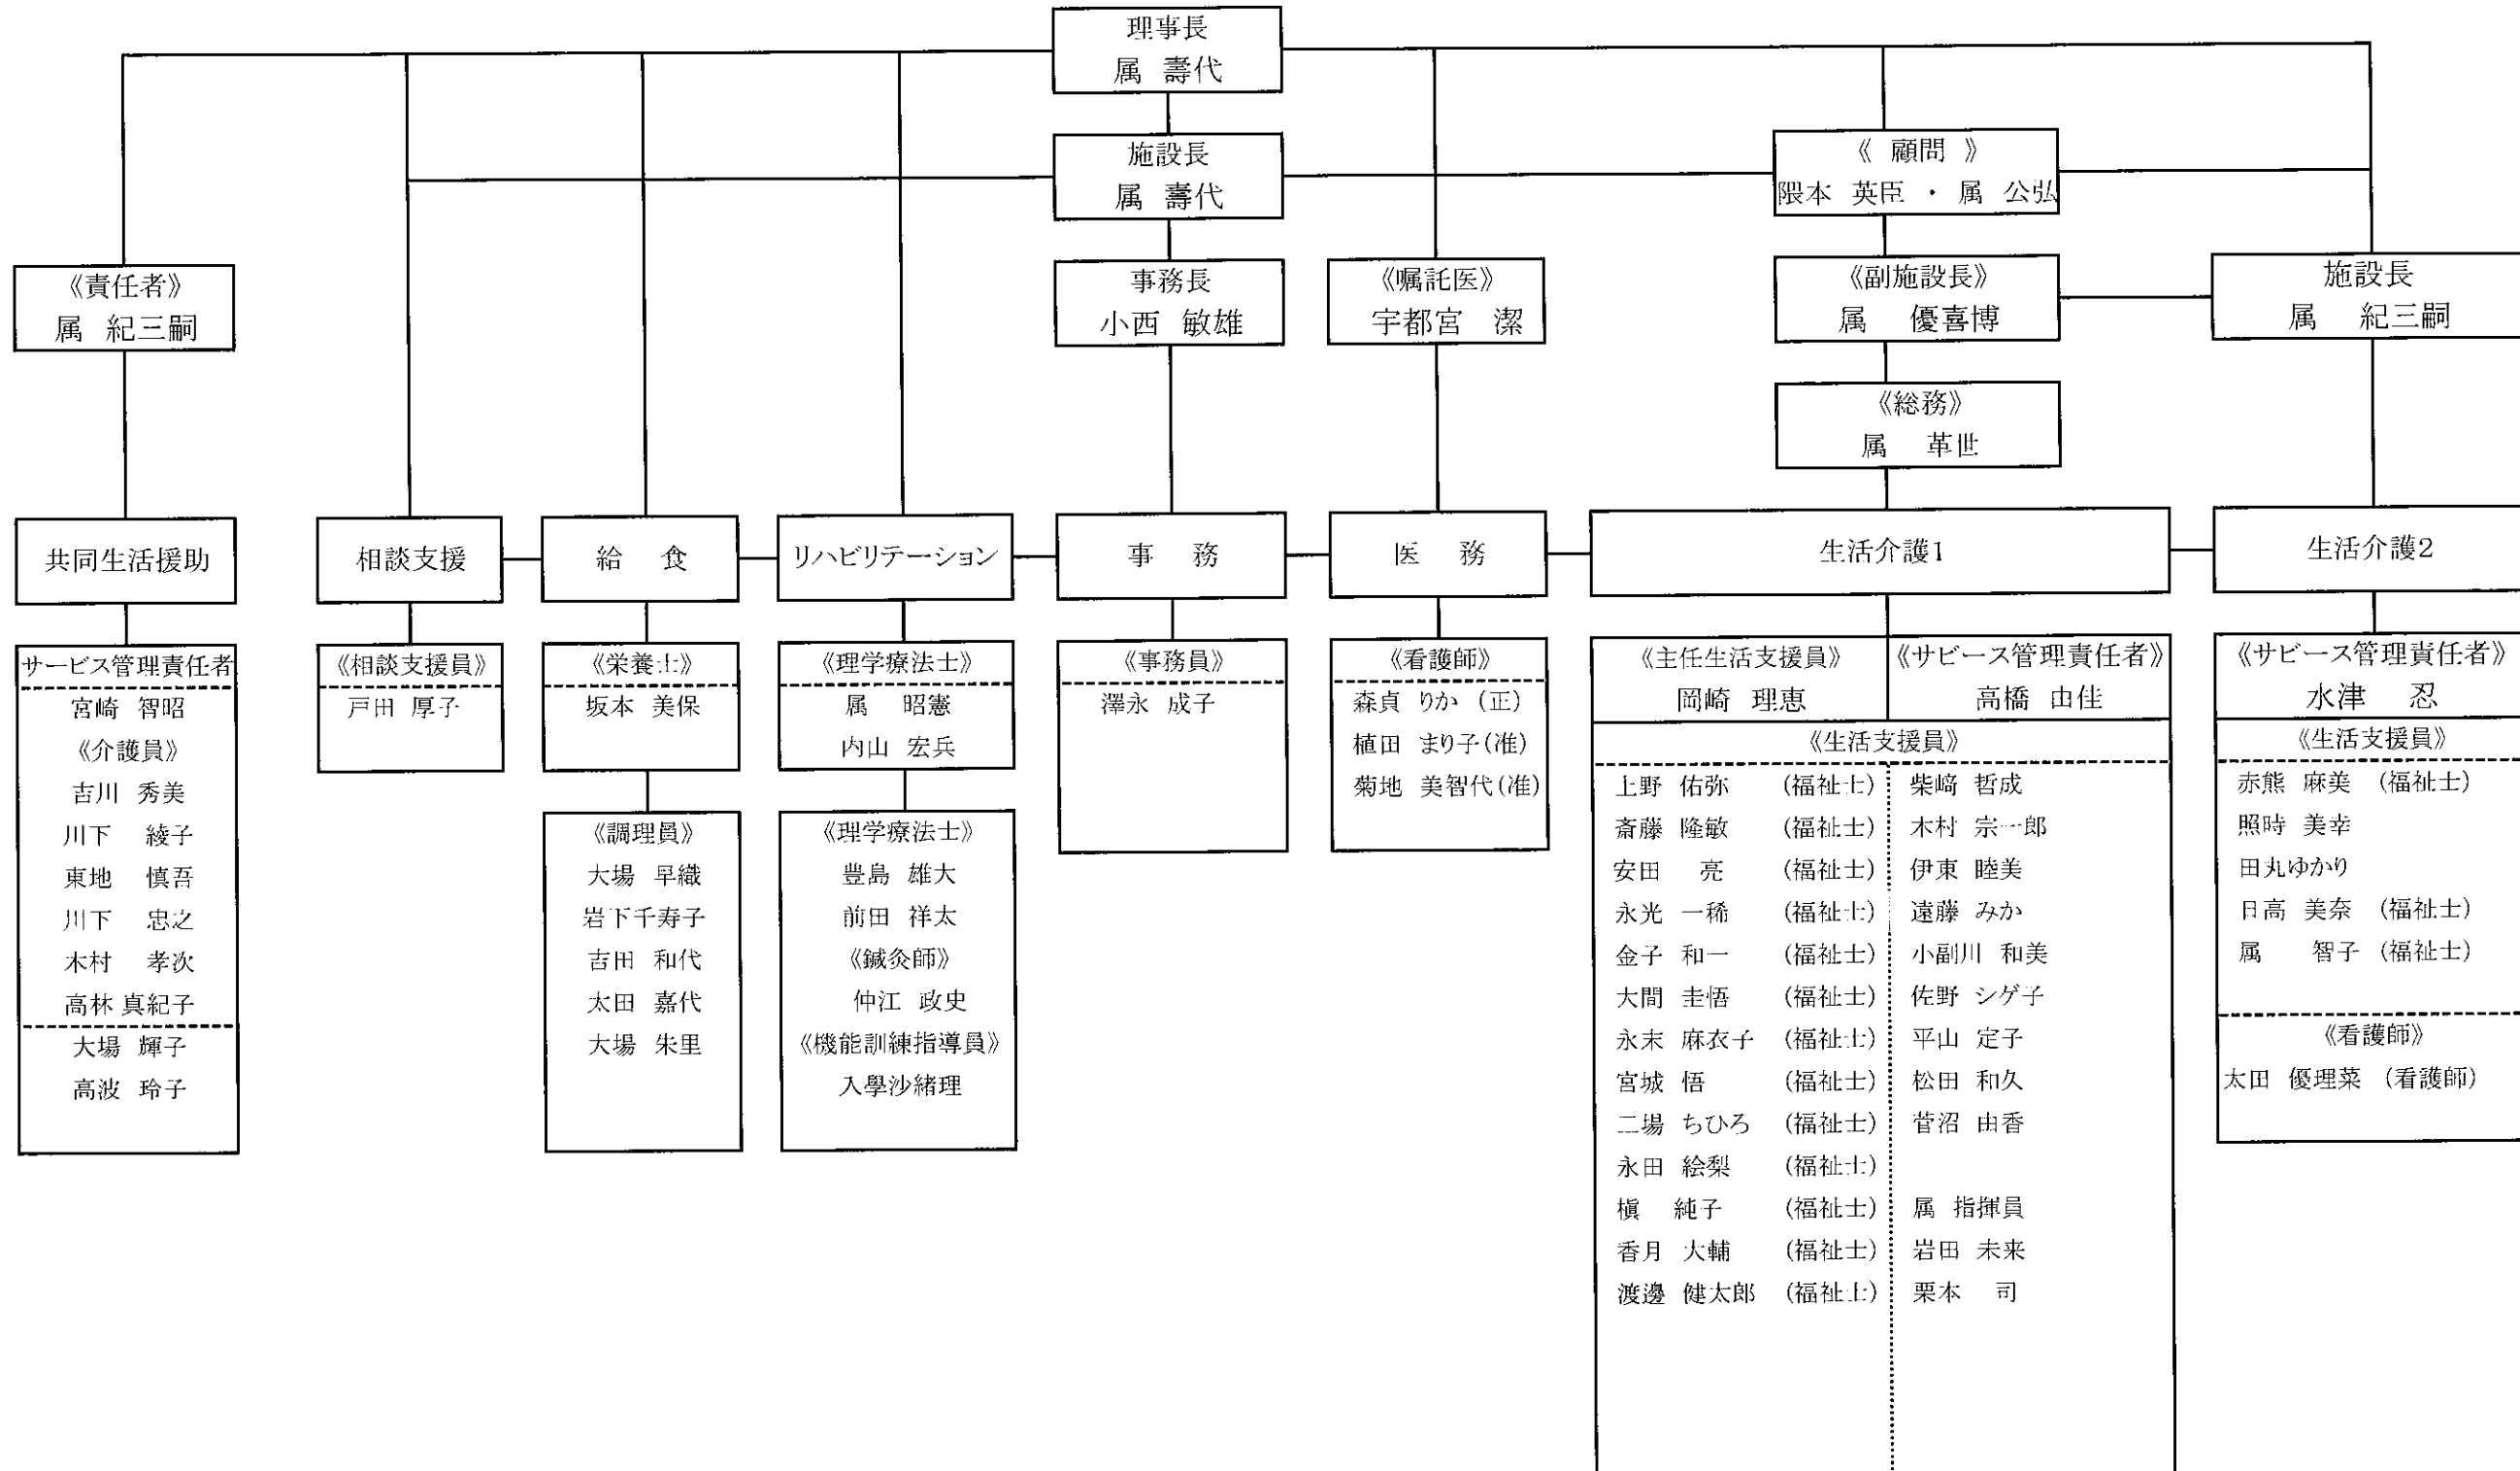 理事長
属 壽代
施設長
属 壽代
《 顧問 》
隈本 英臣 ・ 属 公弘
《責任者》
属 紀三嗣
事務長
小西 敏雄
《嘱託医》
宇都宮 潔
《副施設長》
属 優喜博
施設長
属 紀三嗣
《総務》
属 革世
共同生活援助
相談支援
給 食
リハビリテーション
事 務
医 務
生活介護1
生活介護2
サービス管理責任者
宮崎 智昭
《介護員》
吉川 秀美
川下 綾子
東地 慎吾
川下 忠之
木村 孝次
高林 真紀子
大場 輝子
高波 玲子
《相談支援員》
戸田 厚子
《栄養士》
坂本 美保
《調理員》
大場 早織
岩下千寿子
吉田 和代
太田 嘉代
大場 朱里
《理学療法士》
属 昭憲
内山 宏兵
《理学療法士》
豊島 雄大
前田 祥太
《鍼灸師》
仲江 政史
《機能訓練指導員》
入學沙緒理
《事務員》
澤永 成子
《看護師》
森貞 りか (正)
植田 まり子(准)
菊地 美智代(准)
《主任生活支援員》
岡崎 理恵
《サビース管理責任者》
高橋 由佳
《生活支援員》
上野 佑弥 (福祉士)
斎藤 隆敏 (福祉士)
安田 亮 (福祉士)
永光 一稀 (福祉士)
金子 和一 (福祉士)
大間 圭悟 (福祉士)
永末 麻衣子 (福祉士)
宮城 悟 (福祉士)
二場 ちひろ (福祉士)
永田 絵梨 (福祉士)
槇 純子 (福祉士)
香月 大輔 (福祉士)
渡邊 健太郎 (福祉士)
柴﨑 哲成
木村 宗一郎
伊東 睦美
遠藤 みか
小副川 和美
佐野 シゲ子
平山 定子
松田 和久
菅沼 由香
属 指揮員
岩田 未来
栗本 司
《サビース管理責任者》
水津 忍
《生活支援員》
赤熊 麻美 (福祉士)
照時 美幸
田丸ゆかり
日高 美奈 (福祉士)
属 智子 (福祉士)
《看護師》
太田 優理菜 (看護師)